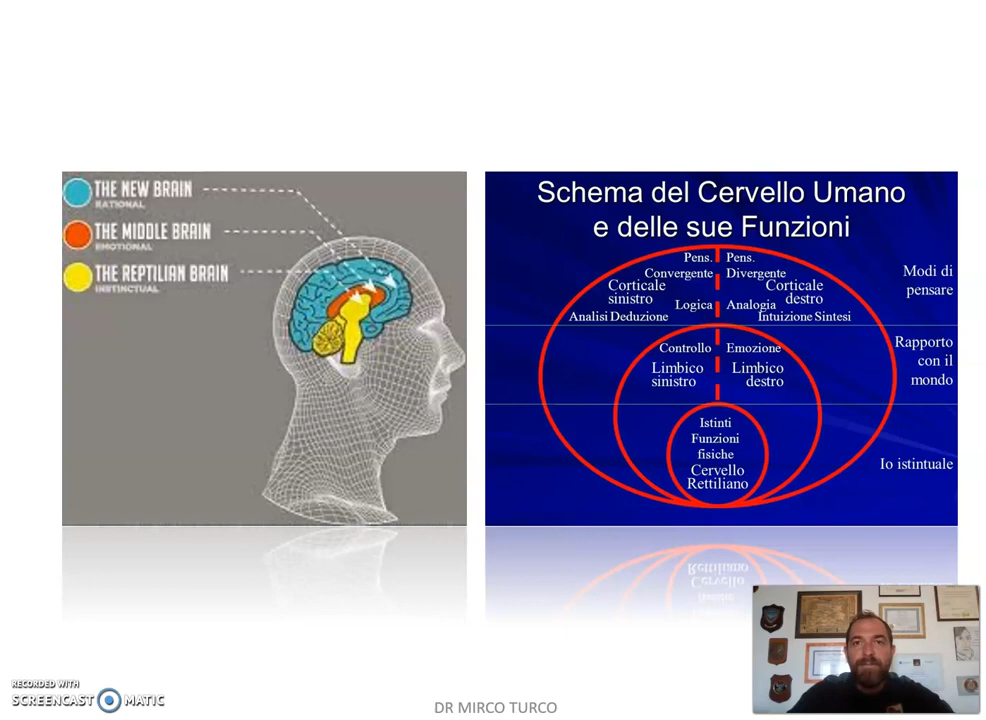 THE NEW BRAIN
RATIONAL
THE MIDDLE BRAIN
EMOTIONAL
THE REPTILIAN BRAIN
INSTINCTUAL
Schema del Cervello Umano
e delle sue Funzioni
Pens. Pens.
Convergente Divergente
Corticale Corticale
sinistro destro
Logica Analogia
Analisi Deduzione Intuizione Sintesi
Modi di
pensare
Controllo Emozione
Limbico Limbico
sinistro destro
Rapporto
con il
mondo
Istinti
Funzioni
fisiche
Cervello
Rettiliano
Io istintuale
RECORDED WITH
SCREENCAST MATIC
DR MIRCO TURCO